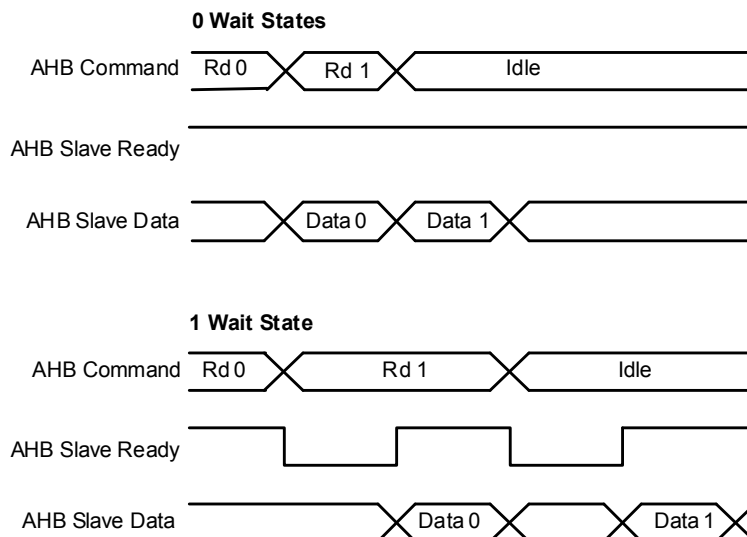 0 Wait States
AHB Command Rd 0 Rd 1 Idle
AHB Slave Ready
AHB Slave Data Data 0 Data 1
1 Wait State
AHB Command Rd 0 Rd 1 Idle
AHB Slave Ready
AHB Slave Data Data 0 Data 1